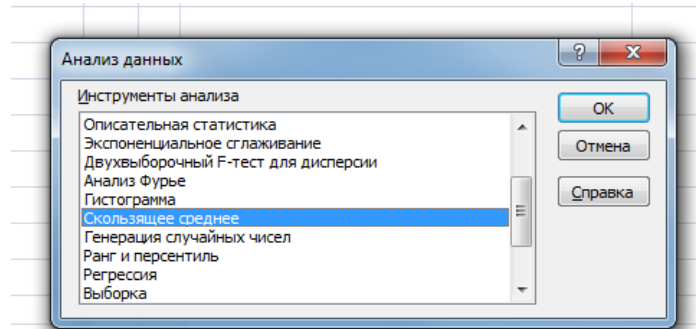 Анализ данных
Инструменты анализа
Описательная статистика
Экспоненциальное сглаживание
Двухвыборочный F-тест для дисперсии
Анализ Фурье
Гистограмма
Скользящее среднее
Генерация случайных чисел
Ранг и персентиль
Регрессия
Выборка
OK
Отмена
Справка